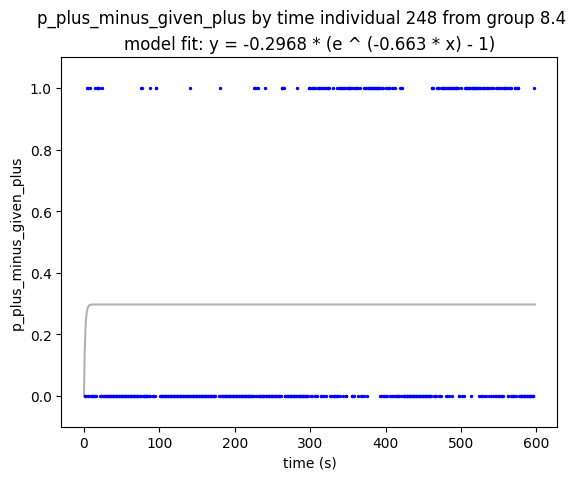 p_plus_minus_given_plus by time individual 248 from group 8.4
model fit: y = -0.2968 * (e ^ (-0.663 * x) - 1)
1.0
0.8
0.6
0.4
0.2
0.0
p_plus_minus_given_plus
0 100 200 300 400 500 600
time (s)